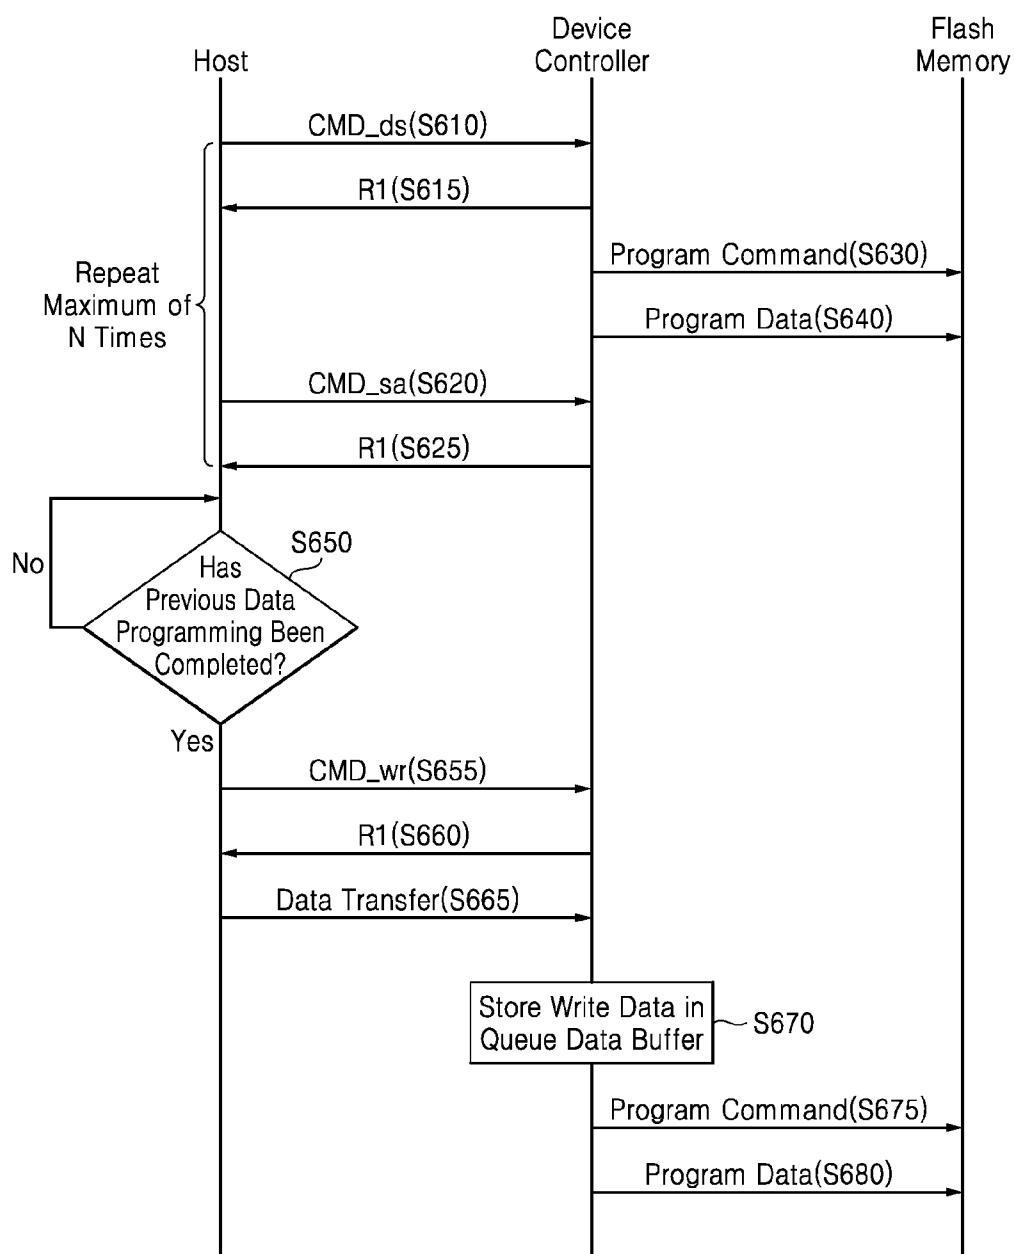 Host
Device
Controller
Flash
Memory
CMD_ds(S610)
R1(S615)
Program Command(S630)
Program Data(S640)
Repeat
Maximum of
N Times
CMD_sa(S620)
R1(S625)
No
S650
Has
Previous Data
Programming Been
Completed?
Yes
CMD_wr(S655)
R1(S660)
Data Transfer(S665)
Store Write Data in
Queue Data Buffer
S670
Program Command(S675)
Program Data(S680)